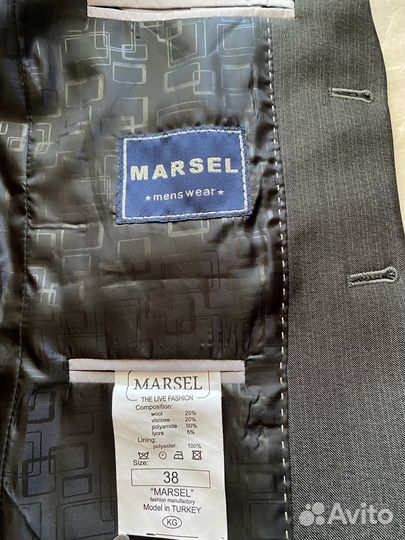 MARSEL
★menswear★
MARSEL
THE LIVE FASHION
Composition:
wool 25%
viscose 20%
polyamide 50%
lycra 5%
Lining:
polyester 100%
Size:
38
"MARSEL"
fashion manufactory
Model in TURKEY
KG
Avito